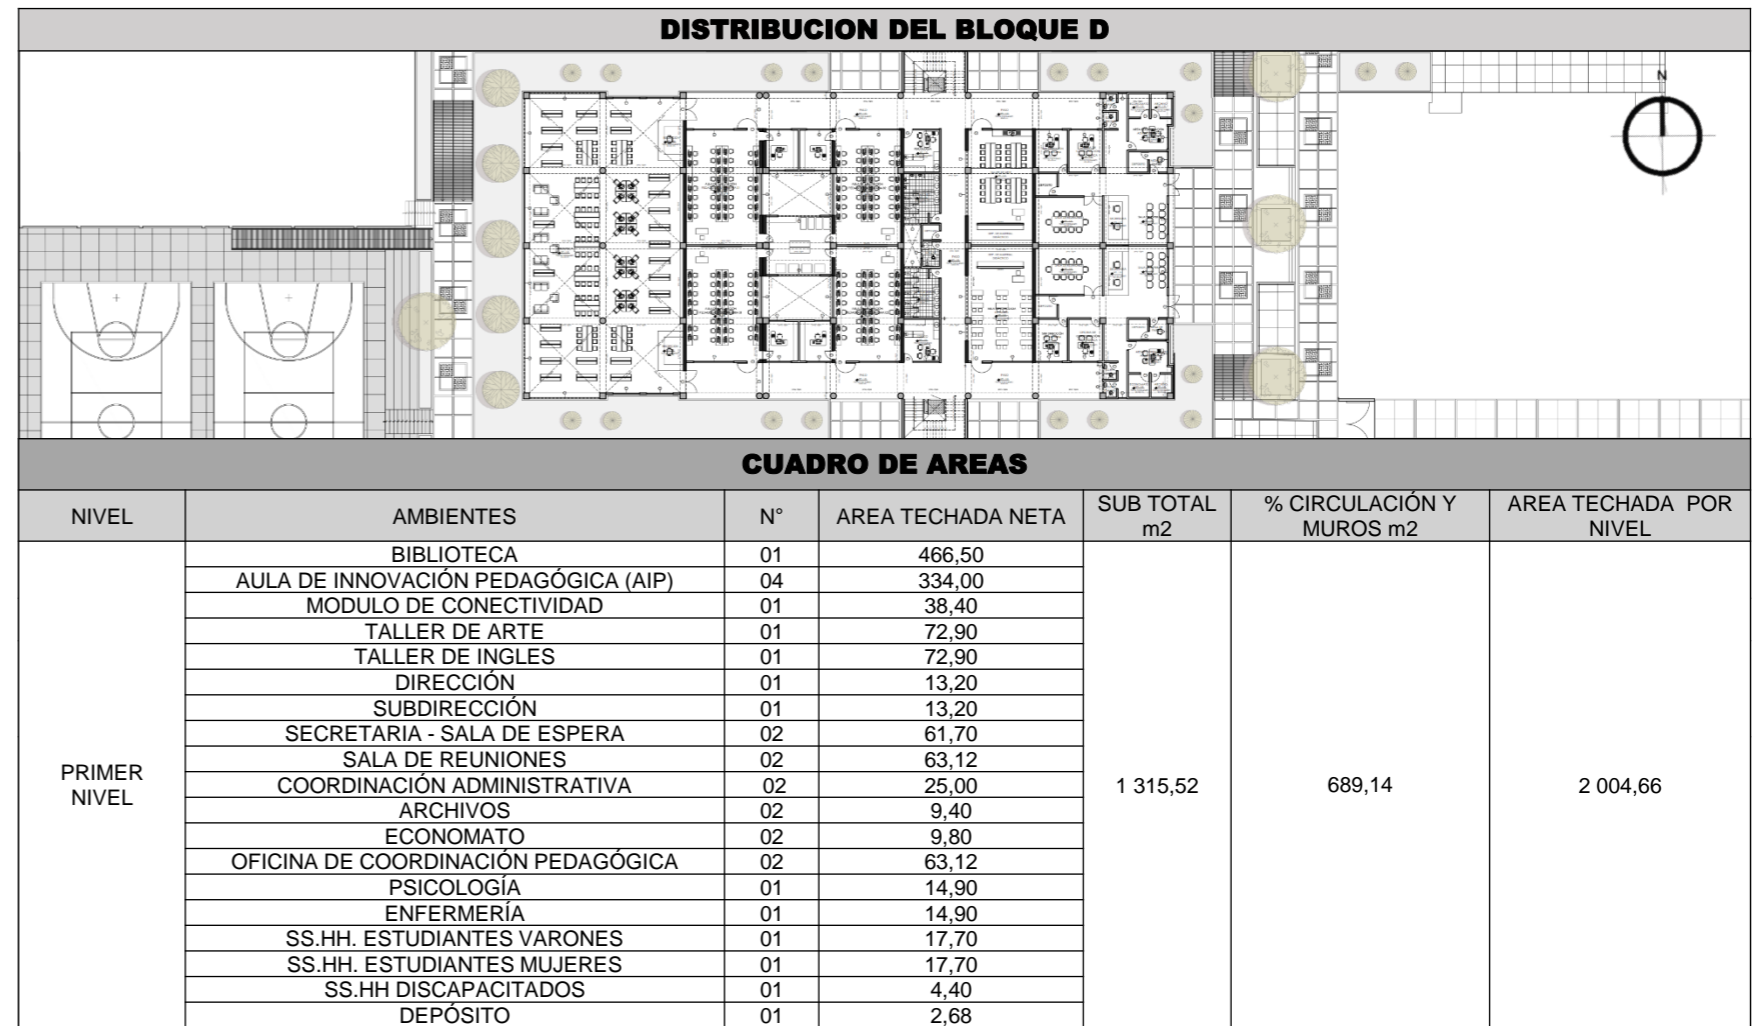 DISTRIBUCION DEL BLOQUE D
N
CUADRO DE AREAS
NIVEL AMBIENTES N° AREA TECHADA NETA SUB TOTAL m2 % CIRCULACIÓN Y MUROS m2 AREA TECHADA POR NIVEL
PRIMER NIVEL
BIBLIOTECA 01 466,50
AULA DE INNOVACIÓN PEDAGÓGICA (AIP) 04 334,00
MODULO DE CONECTIVIDAD 01 38,40
TALLER DE ARTE 01 72,90
TALLER DE INGLES 01 72,90
DIRECCIÓN 01 13,20
SUBDIRECCIÓN 01 13,20
SECRETARIA - SALA DE ESPERA 02 61,70
SALA DE REUNIONES 02 63,12
COORDINACIÓN ADMINISTRATIVA 02 25,00
ARCHIVOS 02 9,40
ECONOMATO 02 9,80
OFICINA DE COORDINACIÓN PEDAGÓGICA 02 63,12
PSICOLOGÍA 01 14,90
ENFERMERÍA 01 14,90
SS.HH. ESTUDIANTES VARONES 01 17,70
SS.HH. ESTUDIANTES MUJERES 01 17,70
SS.HH DISCAPACITADOS 01 4,40
DEPÓSITO 01 2,68
1 315,52 689,14 2 004,66